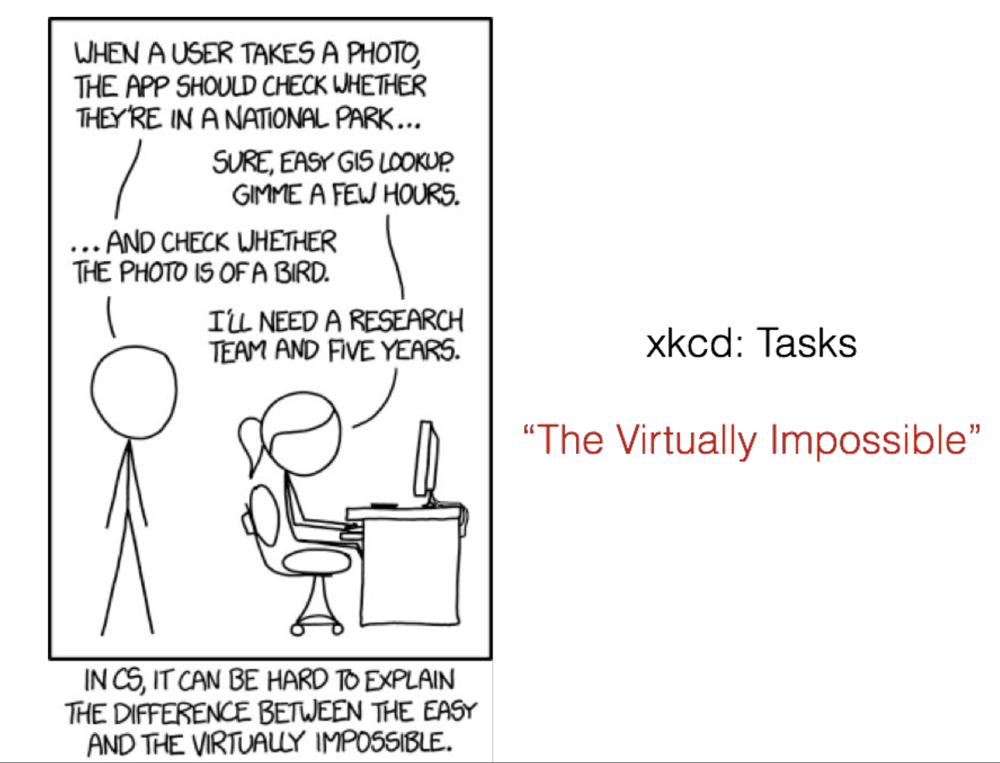 WHEN A USER TAKES A PHOTO,
THE APP SHOULD CHECK WHETHER
THEY'RE IN A NATIONAL PARK...
SURE, EASY GIS LOOKUP.
GIMME A FEW HOURS.
...AND CHECK WHETHER
THE PHOTO IS OF A BIRD.
I'LL NEED A RESEARCH
TEAM AND FIVE YEARS.
IN CS, IT CAN BE HARD TO EXPLAIN
THE DIFFERENCE BETWEEN THE EASY
AND THE VIRTUALLY IMPOSSIBLE.
xkcd: Tasks
“The Virtually Impossible”